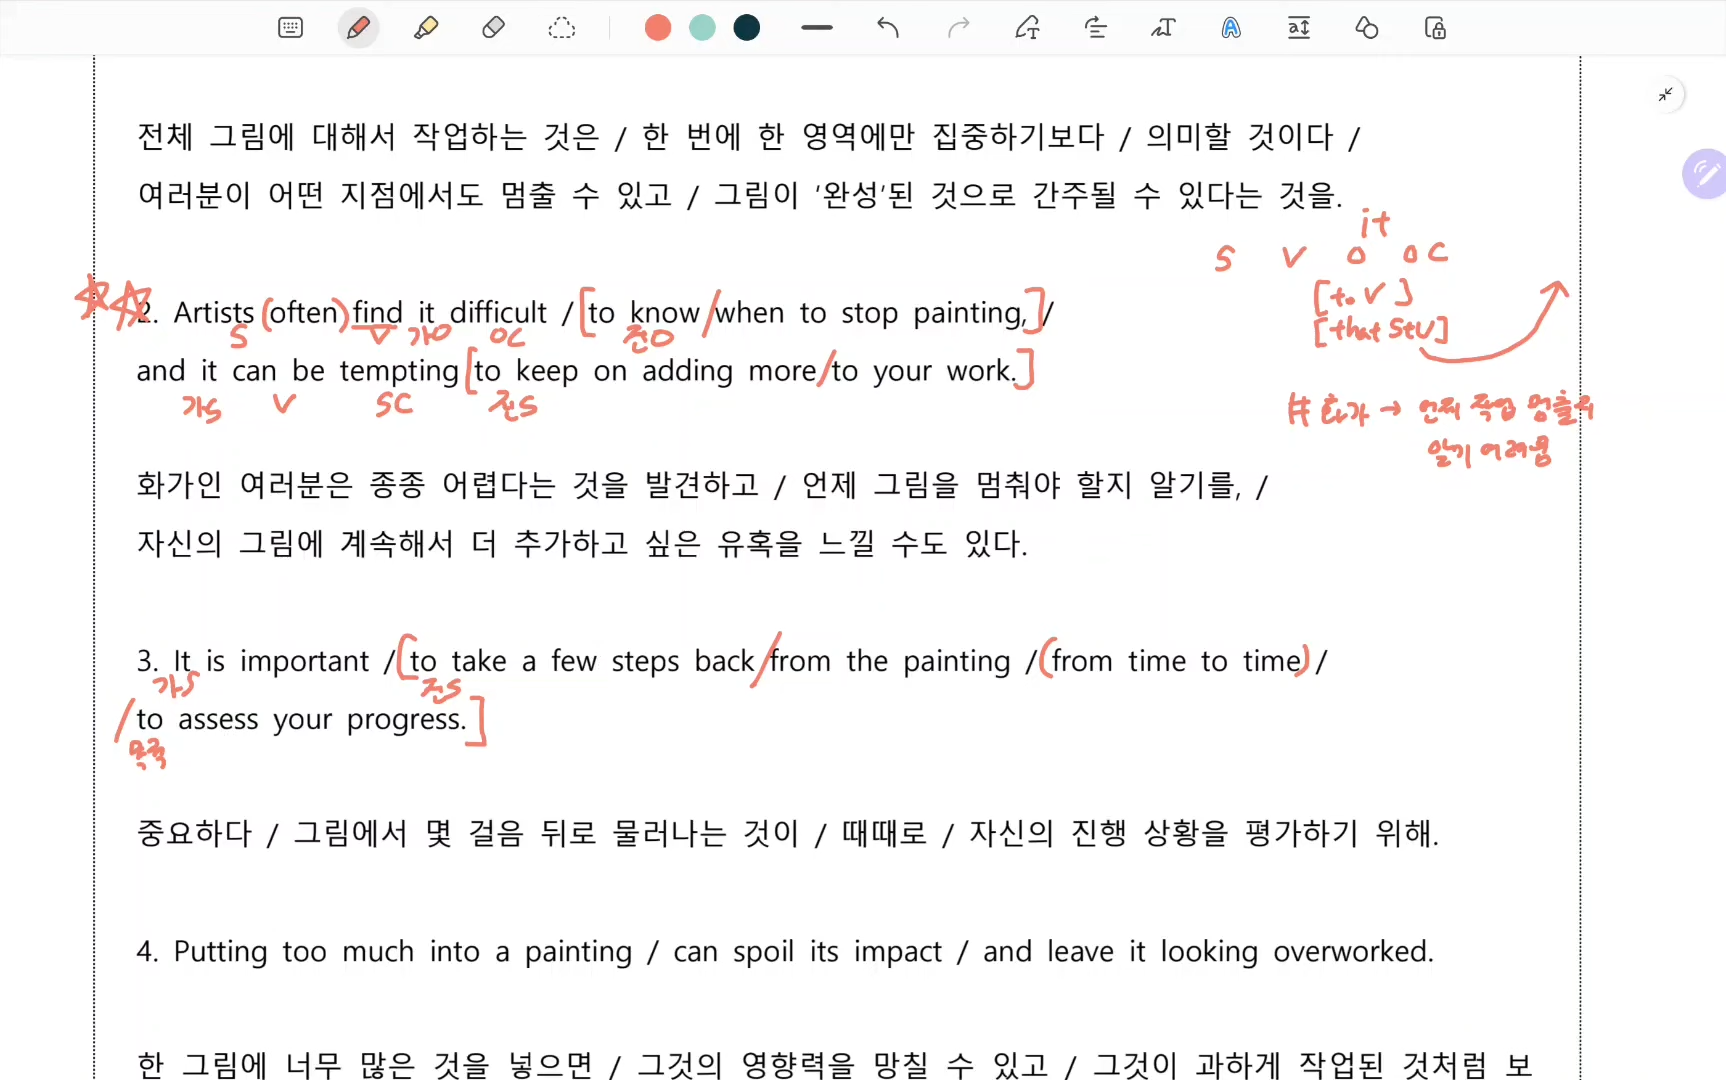 전체 그림에 대해서 작업하는 것은 / 한 번에 한 영역에만 집중하기보다 / 의미할 것이다 /
여러분이 어떤 지점에서도 멈출 수 있고 / 그림이 '완성'된 것으로 간주될 수 있다는 것을.
it
S V O OC
[to V]
[that S+V]
2. Artists (often) find it difficult / [to know / when to stop painting,] /
S V 가O OC 진O
and it can be tempting [to keep on adding more / to your work.]
가S V SC 진S
# 화가 → 언제 작업 멈출지
알기 어려움
화가인 여러분은 종종 어렵다는 것을 발견하고 / 언제 그림을 멈춰야 할지 알기를, /
자신의 그림에 계속해서 더 추가하고 싶은 유혹을 느낄 수도 있다.
3. It is important / [to take a few steps back / from the painting / (from time to time) /
가S 진S
/ to assess your progress.]
목적
중요하다 / 그림에서 몇 걸음 뒤로 물러나는 것이 / 때때로 / 자신의 진행 상황을 평가하기 위해.
4. Putting too much into a painting / can spoil its impact / and leave it looking overworked.
한 그림에 너무 많은 것을 넣으면 / 그것의 영향력을 망칠 수 있고 / 그것이 과하게 작업된 것처럼 보